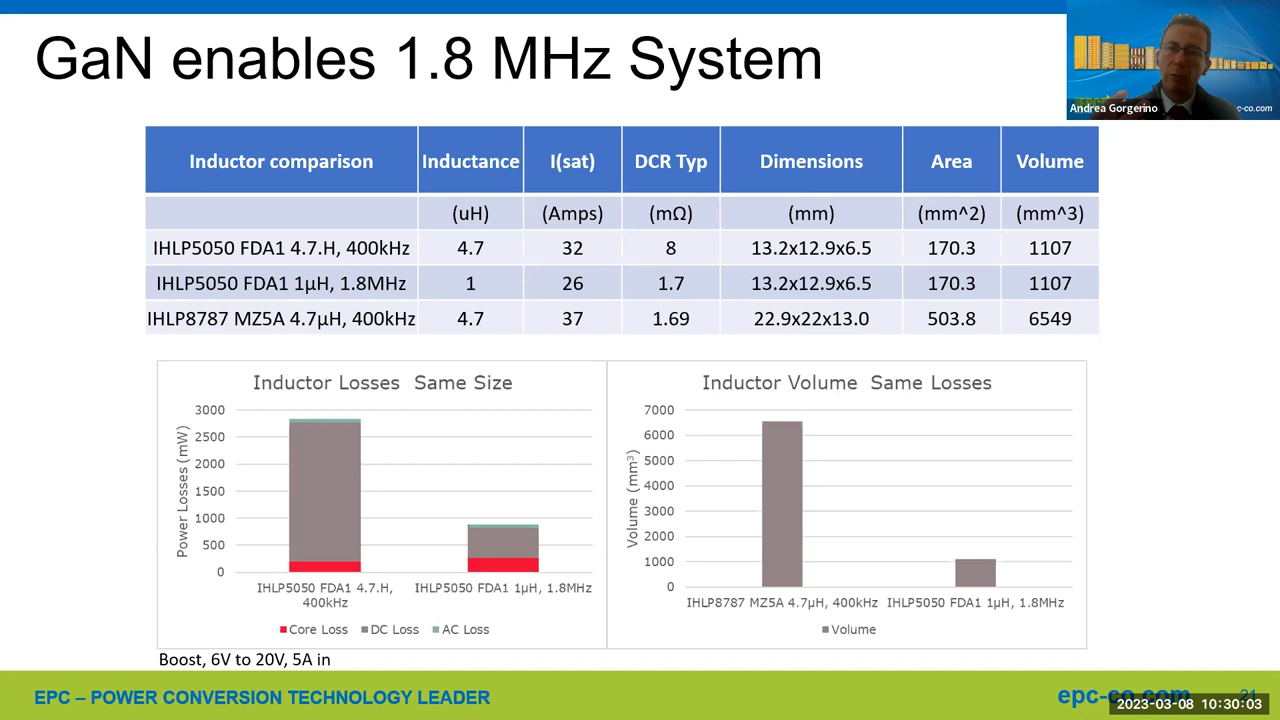 GaN enables 1.8 MHz System
Andrea Gorgerino
c-co.com
Inductor comparison Inductance I(sat) DCR Typ Dimensions Area Volume
(uH) (Amps) (mΩ) (mm) (mm^2) (mm^3)
IHLP5050 FDA1 4.7.H, 400kHz 4.7 32 8 13.2x12.9x6.5 170.3 1107
IHLP5050 FDA1 1µH, 1.8MHz 1 26 1.7 13.2x12.9x6.5 170.3 1107
IHLP8787 MZ5A 4.7µH, 400kHz 4.7 37 1.69 22.9x22x13.0 503.8 6549
Inductor Losses Same Size
Power Losses (mW)
3000
2500
2000
1500
1000
500
0
IHLP5050 FDA1 4.7.H,
400kHz
IHLP5050 FDA1 1µH, 1.8MHz
Core Loss DC Loss AC Loss
Inductor Volume Same Losses
Volume (mm³)
7000
6000
5000
4000
3000
2000
1000
0
IHLP8787 MZ5A 4.7µH, 400kHz IHLP5050 FDA1 1µH, 1.8MHz
Volume
Boost, 6V to 20V, 5A in
EPC – POWER CONVERSION TECHNOLOGY LEADER
epc-co.com 21
2023-03-08 10:30:03